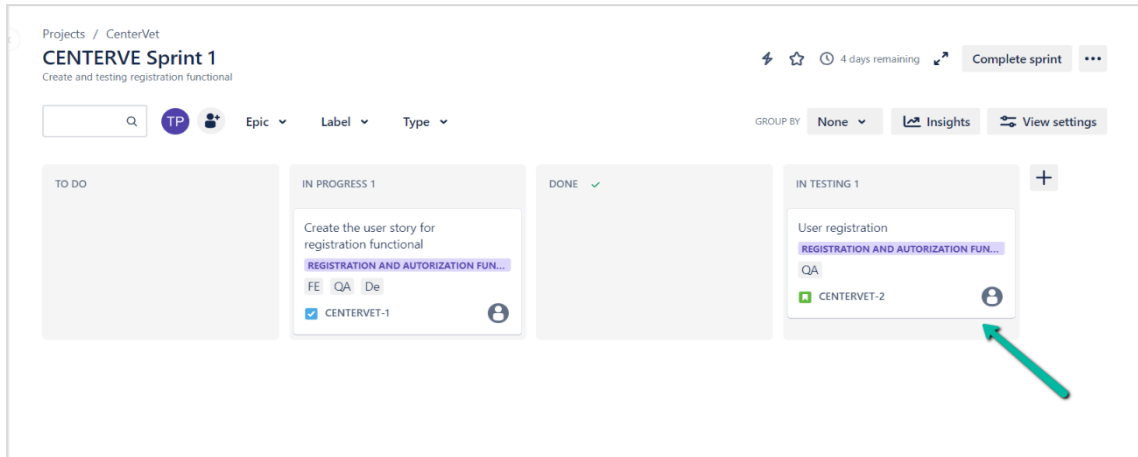 Projects / CenterVet
CENTERVE Sprint 1
Create and testing registration functional
4 days remaining
Complete sprint
TP
Epic
Label
Type
GROUP BY
None
Insights
View settings
TO DO
IN PROGRESS 1
Create the user story for
registration functional
REGISTRATION AND AUTORIZATION FUN...
FE QA De
CENTERVET-1
DONE
IN TESTING 1
User registration
REGISTRATION AND AUTORIZATION FUN...
QA
CENTERVET-2